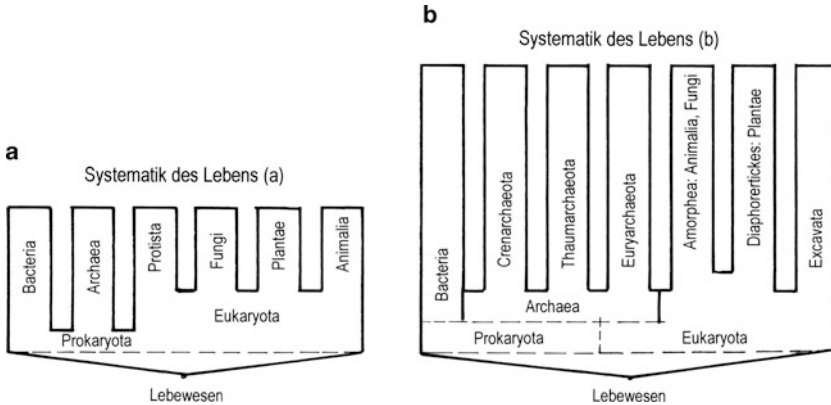 a
Systematik des Lebens (a)
Bacteria
Archaea
Protista
Fungi
Plantae
Animalia
Eukaryota
Prokaryota
Lebewesen
b
Systematik des Lebens (b)
Bacteria
Crenarchaeota
Thaumarchaeota
Euryarchaeota
Amorphea: Animalia, Fungi
Diaphorertickes: Plantae
Excavata
Archaea
Prokaryota
Eukaryota
Lebewesen